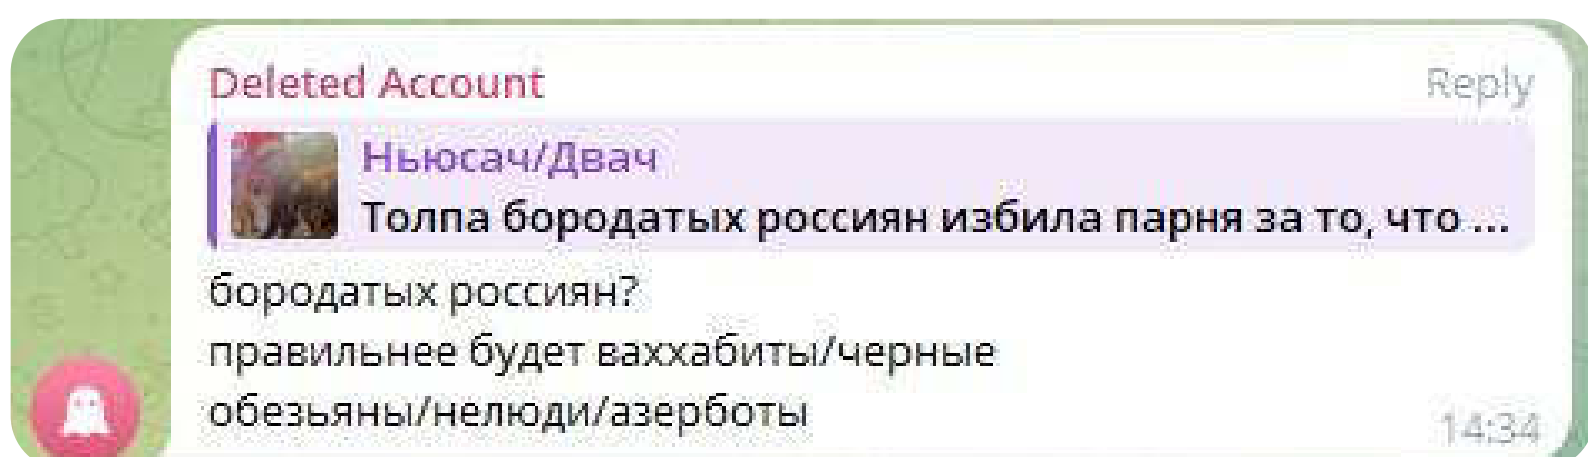 Deleted Account Reply
Ньюсач/Двач
Толпа бородатых россиян избила парня за то, что ...
бородатых россиян?
правильнее будет ваххабиты/черные
обезьяны/нелюди/азерботы
14:34